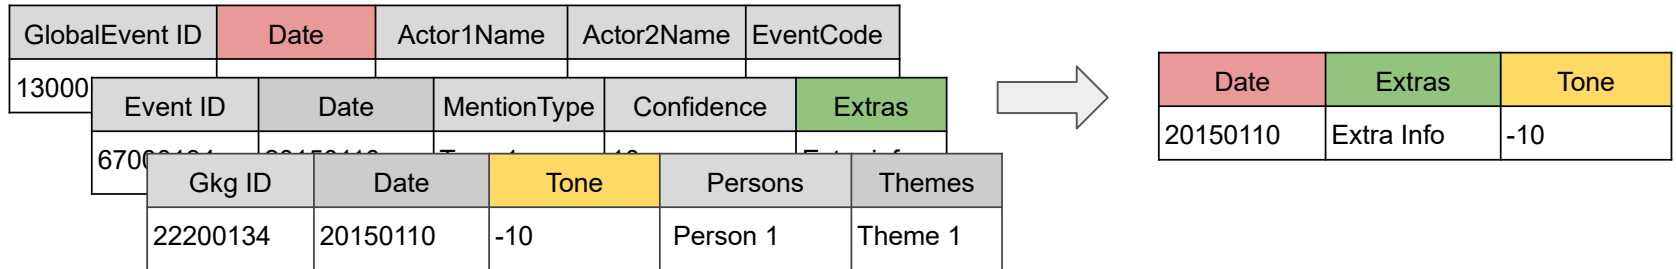 GlobalEvent ID Date Actor1Name Actor2Name EventCode
13000
Event ID Date MentionType Confidence Extras
Gkg ID Date Tone Persons Themes
22200134 20150110 -10 Person 1 Theme 1
Date Extras Tone
20150110 Extra Info -10